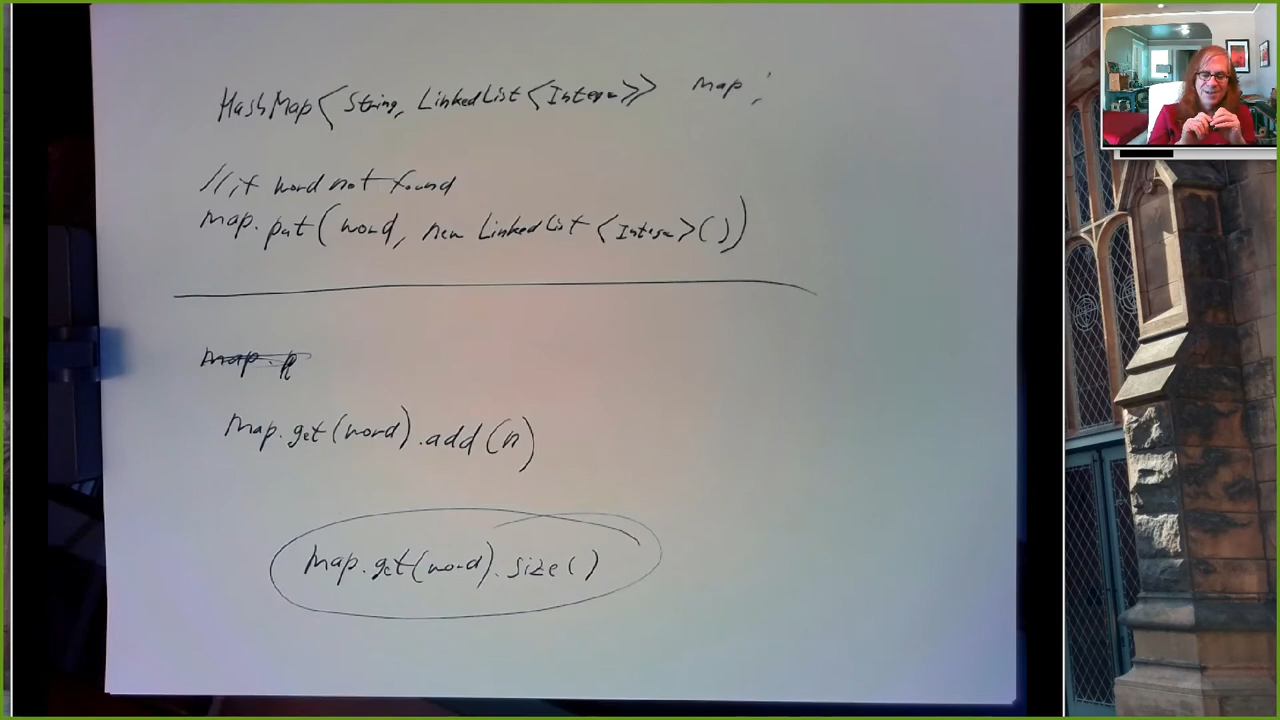 HashMap<String, LinkedList<Integer>> map;
//if word not found
map.put(word, new LinkedList<Integer>())
map.p
map.get(word).add(n)
map.get(word).size()